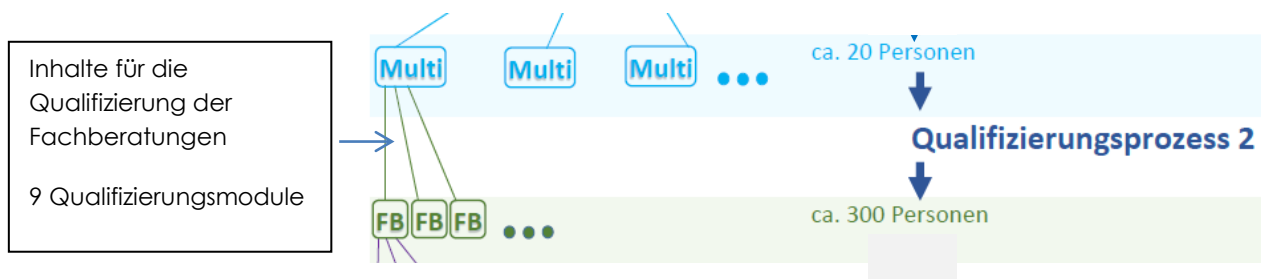 Inhalte für die
Qualifizierung der
Fachberatungen
9 Qualifizierungsmodule
Multi Multi Multi ... ca. 20 Personen
Qualifizierungsprozess 2
FB FB FB ... ca. 300 Personen